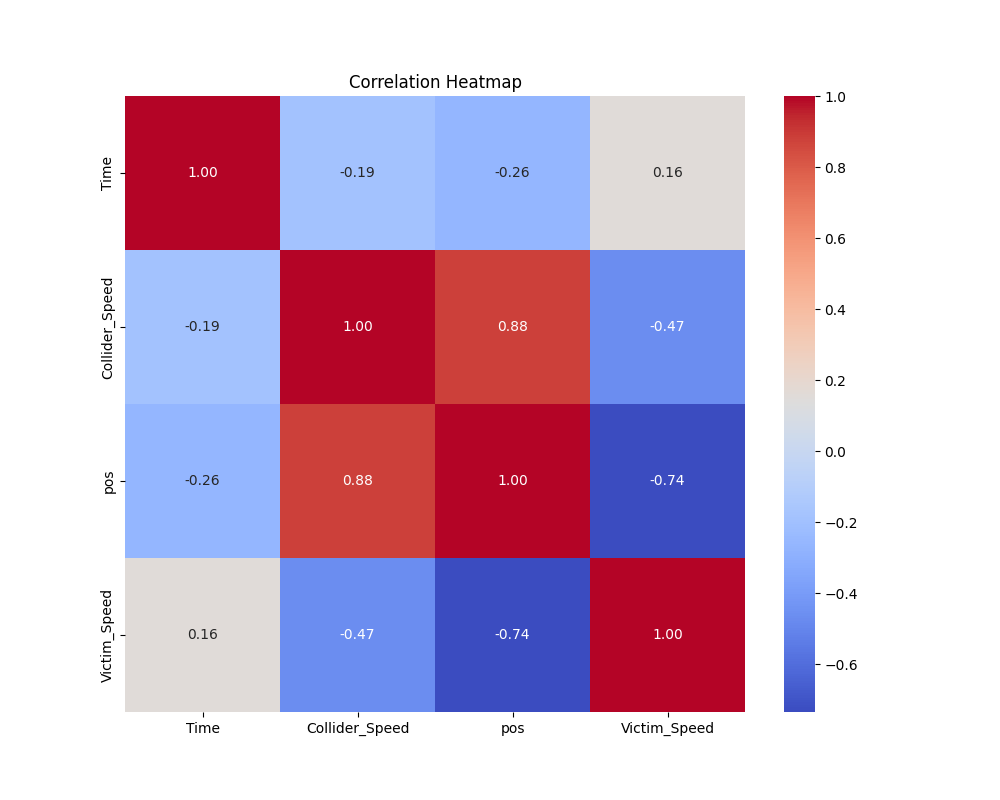 Correlation Heatmap
Time 1.00 -0.19 -0.26 0.16
Collider_Speed -0.19 1.00 0.88 -0.47
pos -0.26 0.88 1.00 -0.74
Victim_Speed 0.16 -0.47 -0.74 1.00
Time Collider_Speed pos Victim_Speed
1.0
0.8
0.6
0.4
0.2
0.0
−0.2
−0.4
−0.6